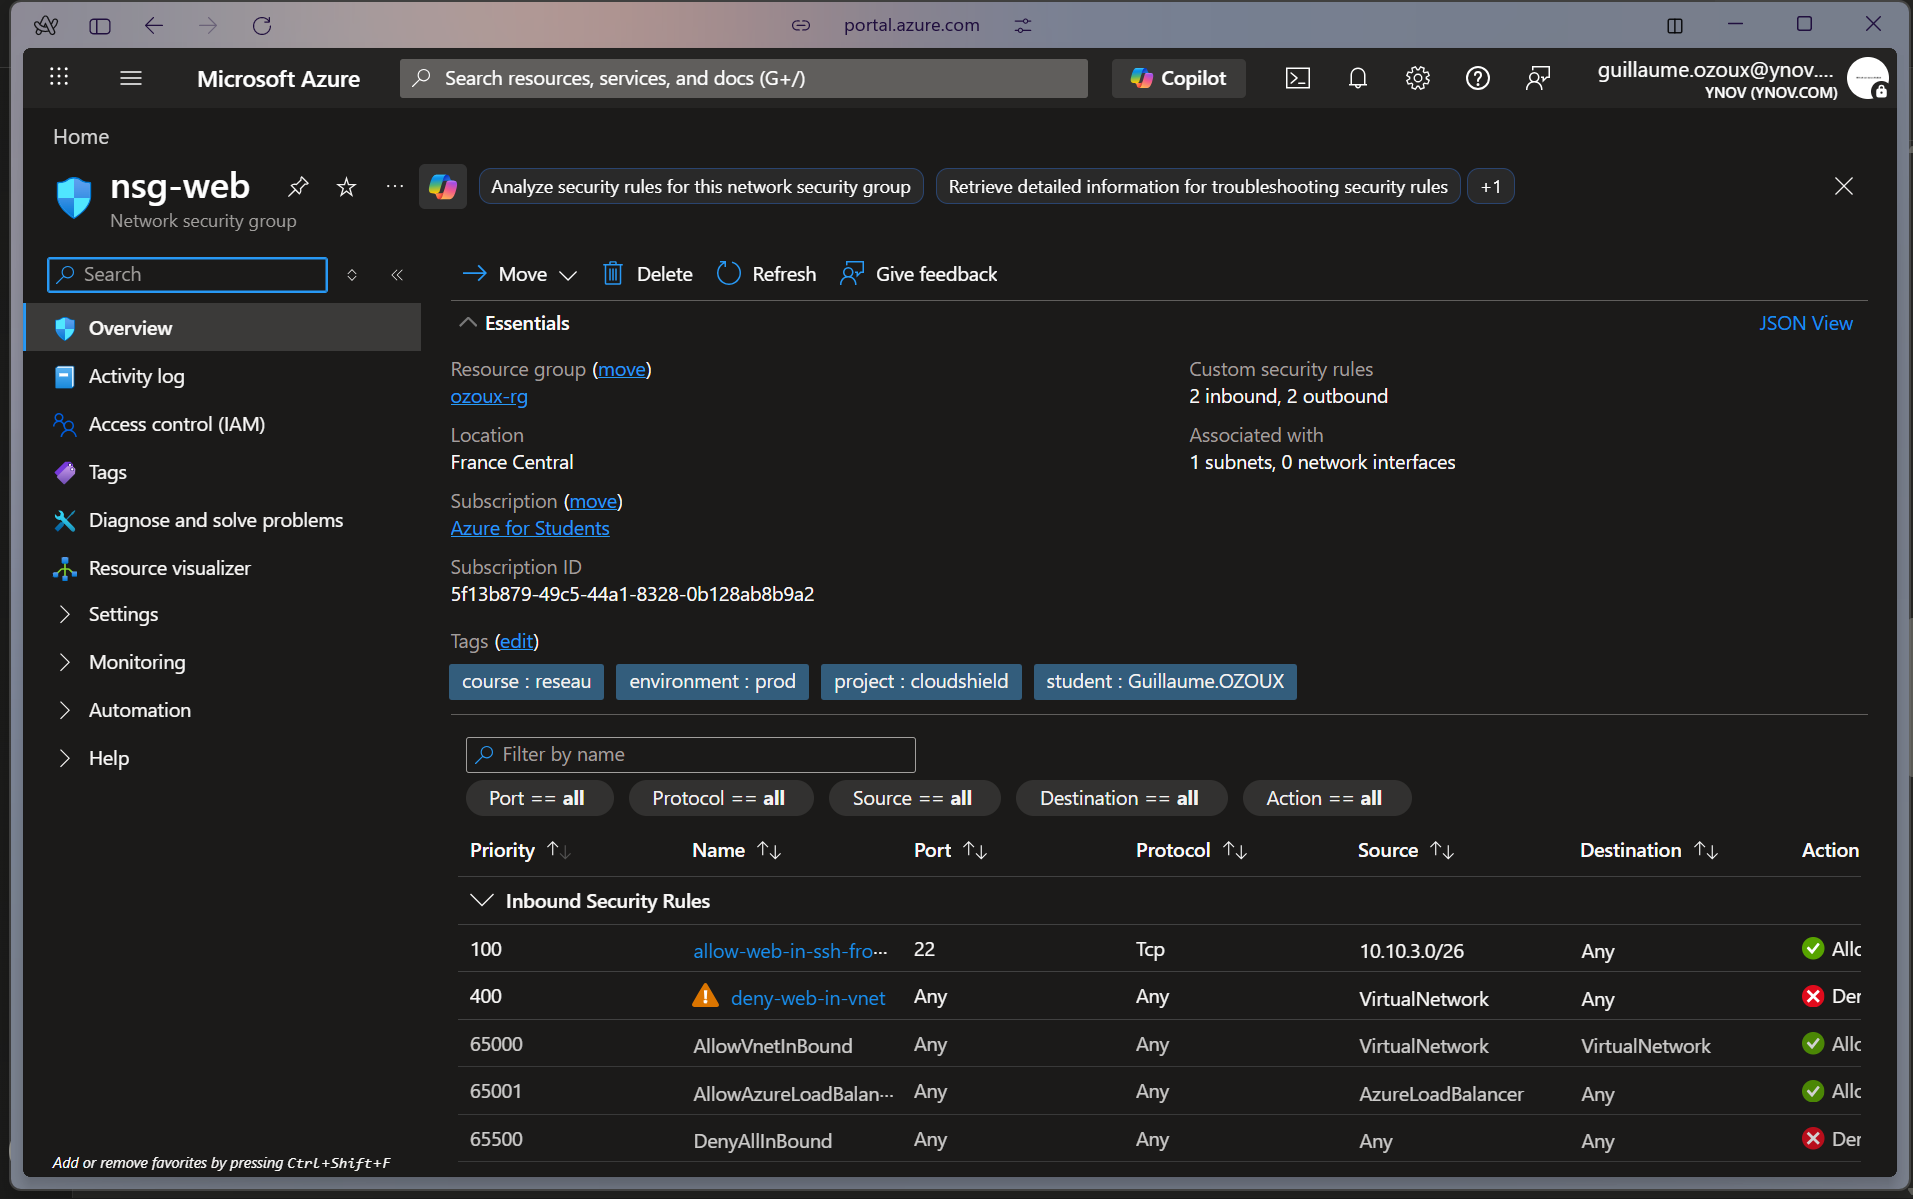 portal.azure.com
Microsoft Azure
Search resources, services, and docs (G+/)
Copilot
guillaume.ozoux@ynov....
YNOV (YNOV.COM)
Home
nsg-web
Network security group
Analyze security rules for this network security group
Retrieve detailed information for troubleshooting security rules
+1
Search
Overview
Activity log
Access control (IAM)
Tags
Diagnose and solve problems
Resource visualizer
Settings
Monitoring
Automation
Help
Add or remove favorites by pressing Ctrl+Shift+F
Move Delete Refresh Give feedback
Essentials
JSON View
Resource group (move)
ozoux-rg
Location
France Central
Subscription (move)
Azure for Students
Subscription ID
5f13b879-49c5-44a1-8328-0b128ab8b9a2
Custom security rules
2 inbound, 2 outbound
Associated with
1 subnets, 0 network interfaces
Tags (edit)
course : reseau environment : prod project : cloudshield student : Guillaume.OZOUX
Filter by name
Port == all Protocol == all Source == all Destination == all Action == all
Priority Name Port Protocol Source Destination Action
Inbound Security Rules
100 allow-web-in-ssh-fro... 22 Tcp 10.10.3.0/26 Any Allo
400 deny-web-in-vnet Any Any VirtualNetwork Any Den
65000 AllowVnetInBound Any Any VirtualNetwork VirtualNetwork Allo
65001 AllowAzureLoadBalan... Any Any AzureLoadBalancer Any Allo
65500 DenyAllInBound Any Any Any Any Den